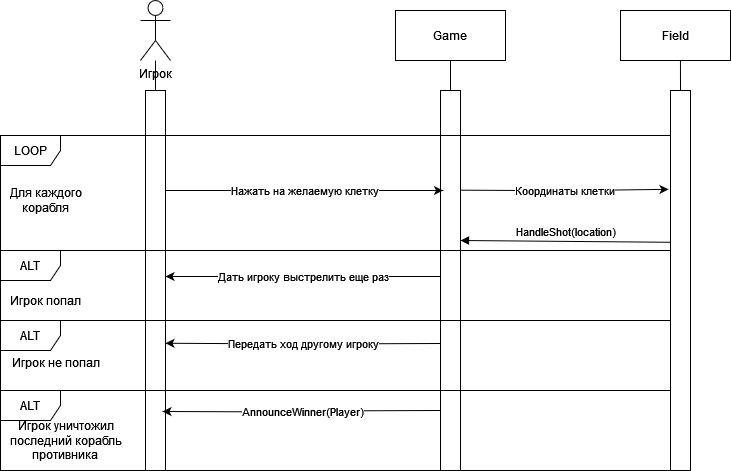 Игрок
Game
Field
LOOP
Для каждого
корабля
Нажать на желаемую клетку
Координаты клетки
HandleShot(location)
ALT
Игрок попал
Дать игроку выстрелить еще раз
ALT
Игрок не попал
Передать ход другому игроку
ALT
Игрок уничтожил
последний корабль
противника
AnnounceWinner(Player)